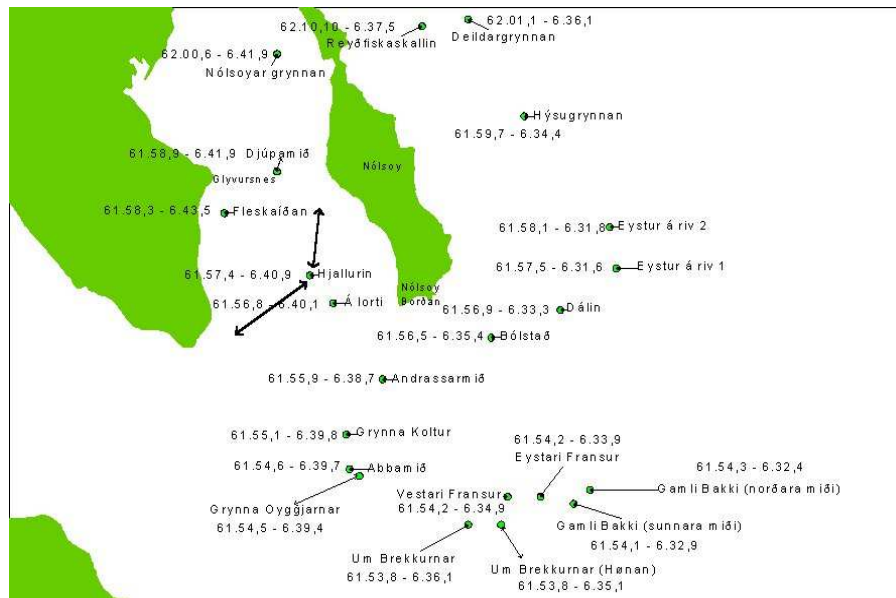 62.10,10 - 6.37,5
Reyðfiskaskallin
62.01,1 - 6.36,1
Deildargrynnan
62.00,6 - 6.41,9
Nólsoyar grynnan
Hýsugrynnan
61.59,7 - 6.34,4
61.58,9 - 6.41,9 Djúpamið
Glyvursnes
Nólsoy
61.58,3 - 6.43,5 Fleskaíðan
61.58,1 - 6.31,8 Eystur á riv 2
61.57,5 - 6.31,6 Eystur á riv 1
61.57,4 - 6.40,9 Hjallurin
61.56,8 - 6.40,1 Á lorti
Nólsoy
Borðan
61.56,9 - 6.33,3 Dálin
61.56,5 - 6.35,4 Bólstað
61.55,9 - 6.38,7 Andrassarmið
61.55,1 - 6.39,8 Grynna Koltur
61.54,6 - 6.39,7 Abbamið
Grynna Oyggjarnar
61.54,5 - 6.39,4
61.54,2 - 6.33,9
Eystari Fransur
Vestari Fransur
61.54,2 - 6.34,9
61.54,3 - 6.32,4
Gamli Bakki (norðara miði)
Gamli Bakki (sunnara miði)
61.54,1 - 6.32,9
Um Brekkurnar
61.53,8 - 6.36,1
Um Brekkurnar (Hønan)
61.53,8 - 6.35,1